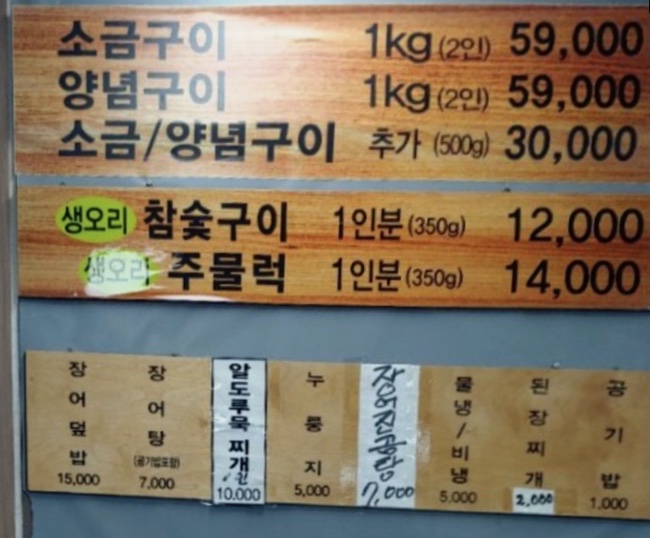 소금구이 1kg (2인) 59,000
양념구이 1kg (2인) 59,000
소금/양념구이 추가 (500g) 30,000
생오리 참숯구이 1인분 (350g) 12,000
생오리 주물럭 1인분 (350g) 14,000
장어덮밥 15,000
장어탕 (공기밥포함) 7,000
알도루묵찌개 10,000
누룽지 5,000
7,000
물냉/비냉 5,000
된장찌개 2,000
공기밥 1,000